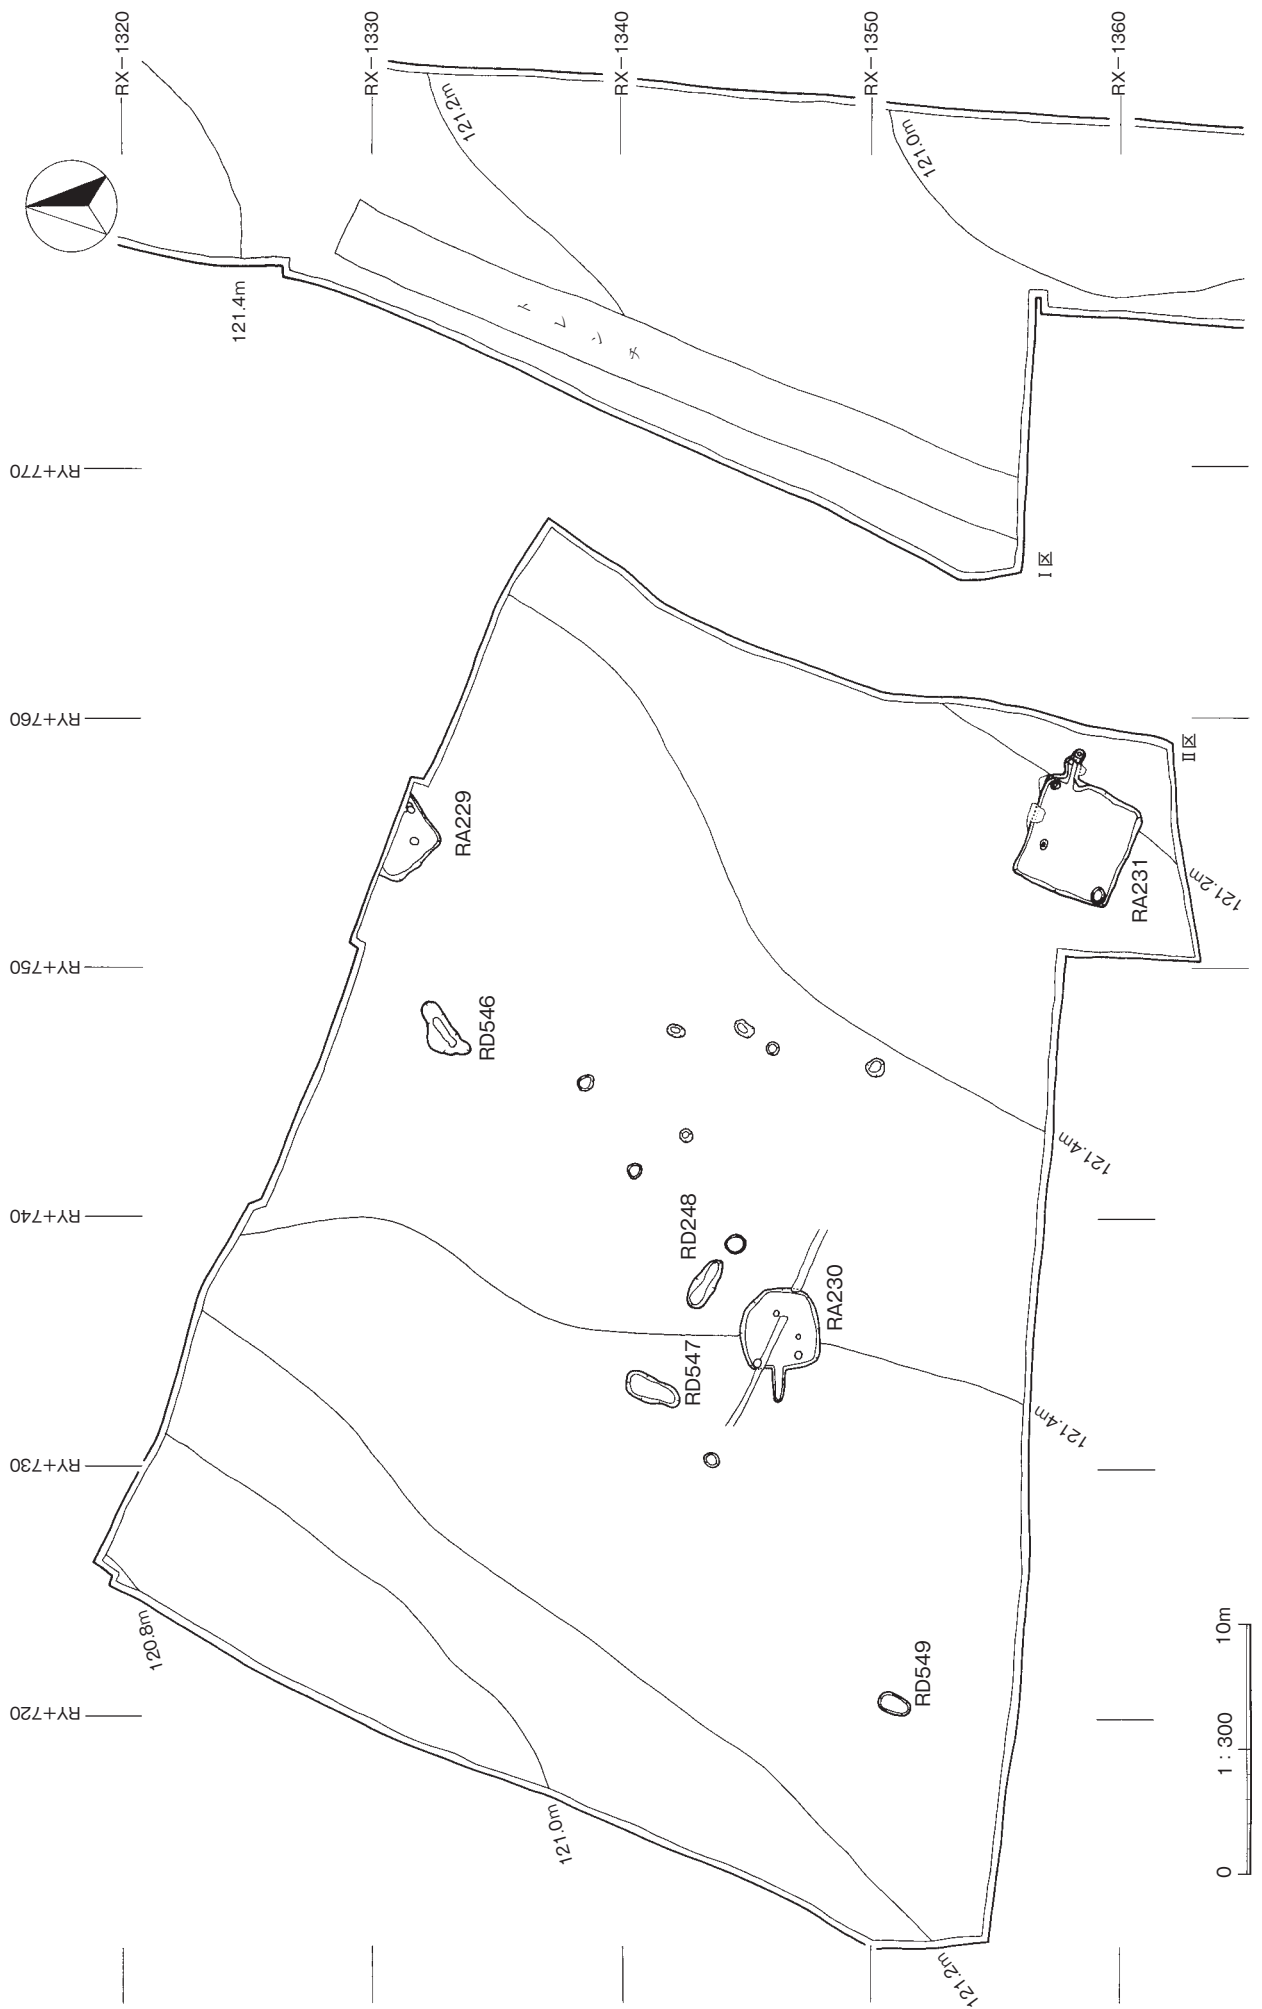 RX−1320
RX−1330
RX−1340
RX−1350
RX−1360
RY+770
RY+760
RY+750
RY+740
RY+730
RY+720
121.4m
121.2m
121.0m
トレンチ
I区
II区
RA229
RA231
121.2m
RD546
121.4m
RD248
RA230
RD547
121.4m
RD549
120.8m
121.0m
121.2m
0 1 : 300 10m